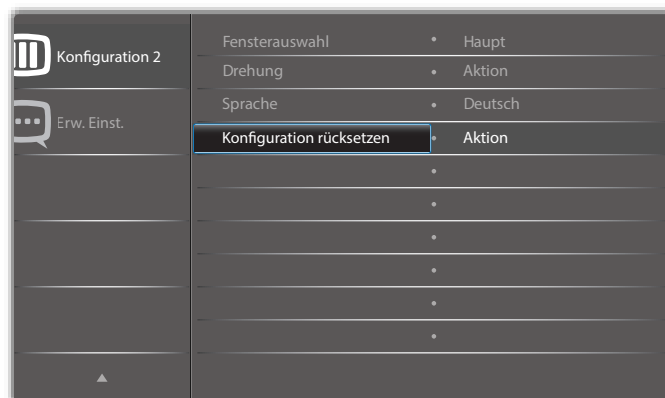 Konfiguration 2
Erw. Einst.
Fensterauswahl • Haupt
Drehung • Aktion
Sprache • Deutsch
Konfiguration rücksetzen • Aktion